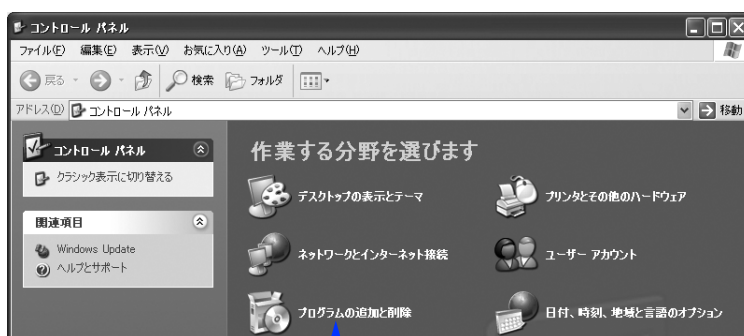 コントロール パネル
ファイル(F) 編集(E) 表示(V) お気に入り(A) ツール(T) ヘルプ(H)
戻る 検索 フォルダ
アドレス(D) コントロール パネル 移動
コントロール パネル
クラシック表示に切り替える
関連項目
Windows Update
ヘルプとサポート
作業する分野を選びます
デスクトップの表示とテーマ
プリンタとその他のハードウェア
ネットワークとインターネット接続
ユーザー アカウント
プログラムの追加と削除
日付、時刻、地域と言語のオプション